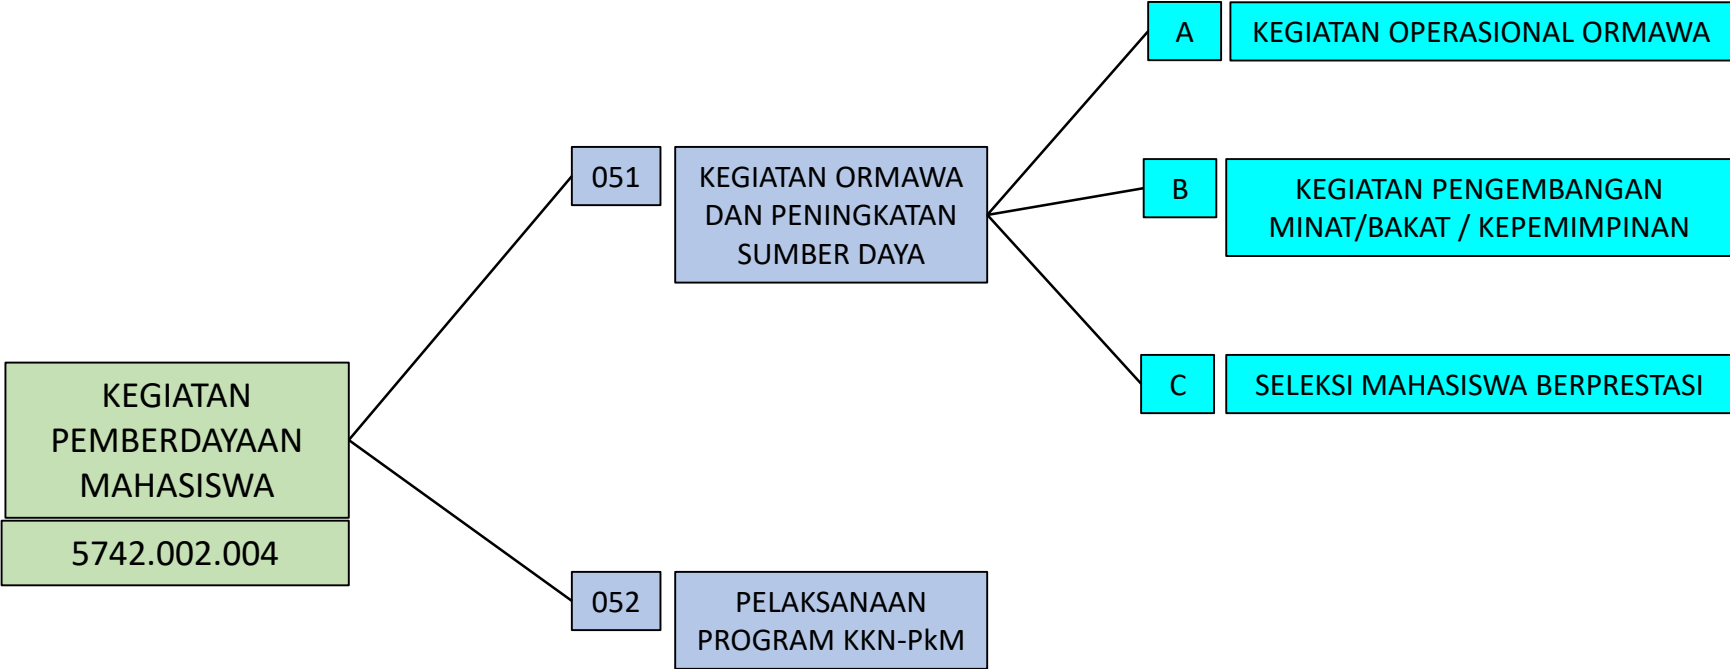 A
KEGIATAN OPERASIONAL ORMAWA
051
KEGIATAN ORMAWA
DAN PENINGKATAN
SUMBER DAYA
B
KEGIATAN PENGEMBANGAN
MINAT/BAKAT / KEPEMIMPINAN
C
SELEKSI MAHASISWA BERPRESTASI
KEGIATAN
PEMBERDAYAAN
MAHASISWA
5742.002.004
052
PELAKSANAAN
PROGRAM KKN-PkM